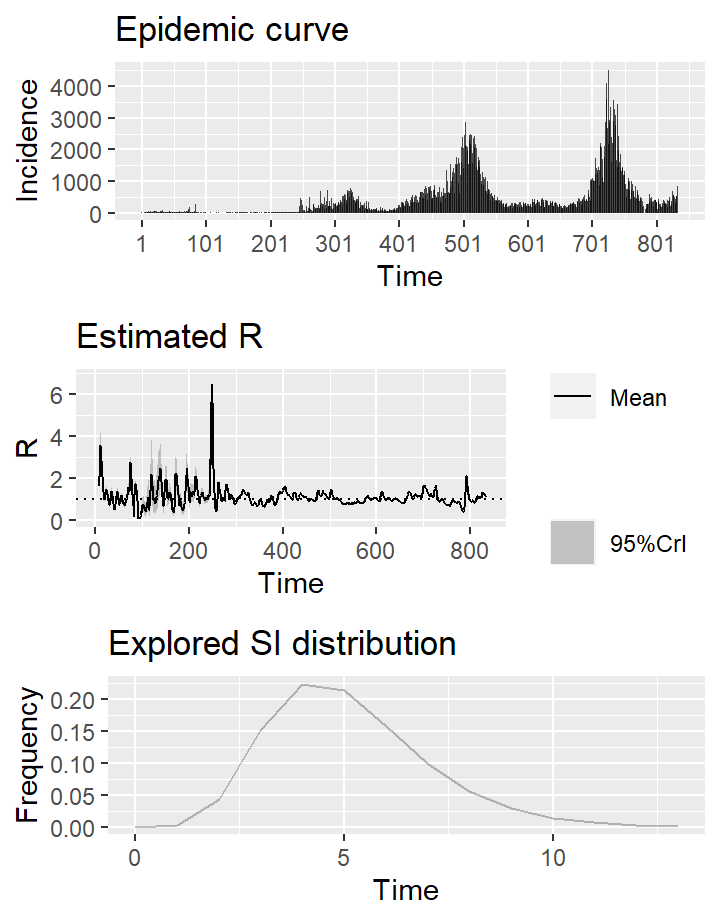 Epidemic curve
Incidence
4000
3000
2000
1000
0
1 101 201 301 401 501 601 701 801
Time
Estimated R
R
6
4
2
0
0 200 400 600 800
Time
Mean
95%CrI
Explored SI distribution
Frequency
0.20
0.15
0.10
0.05
0.00
0 5 10
Time